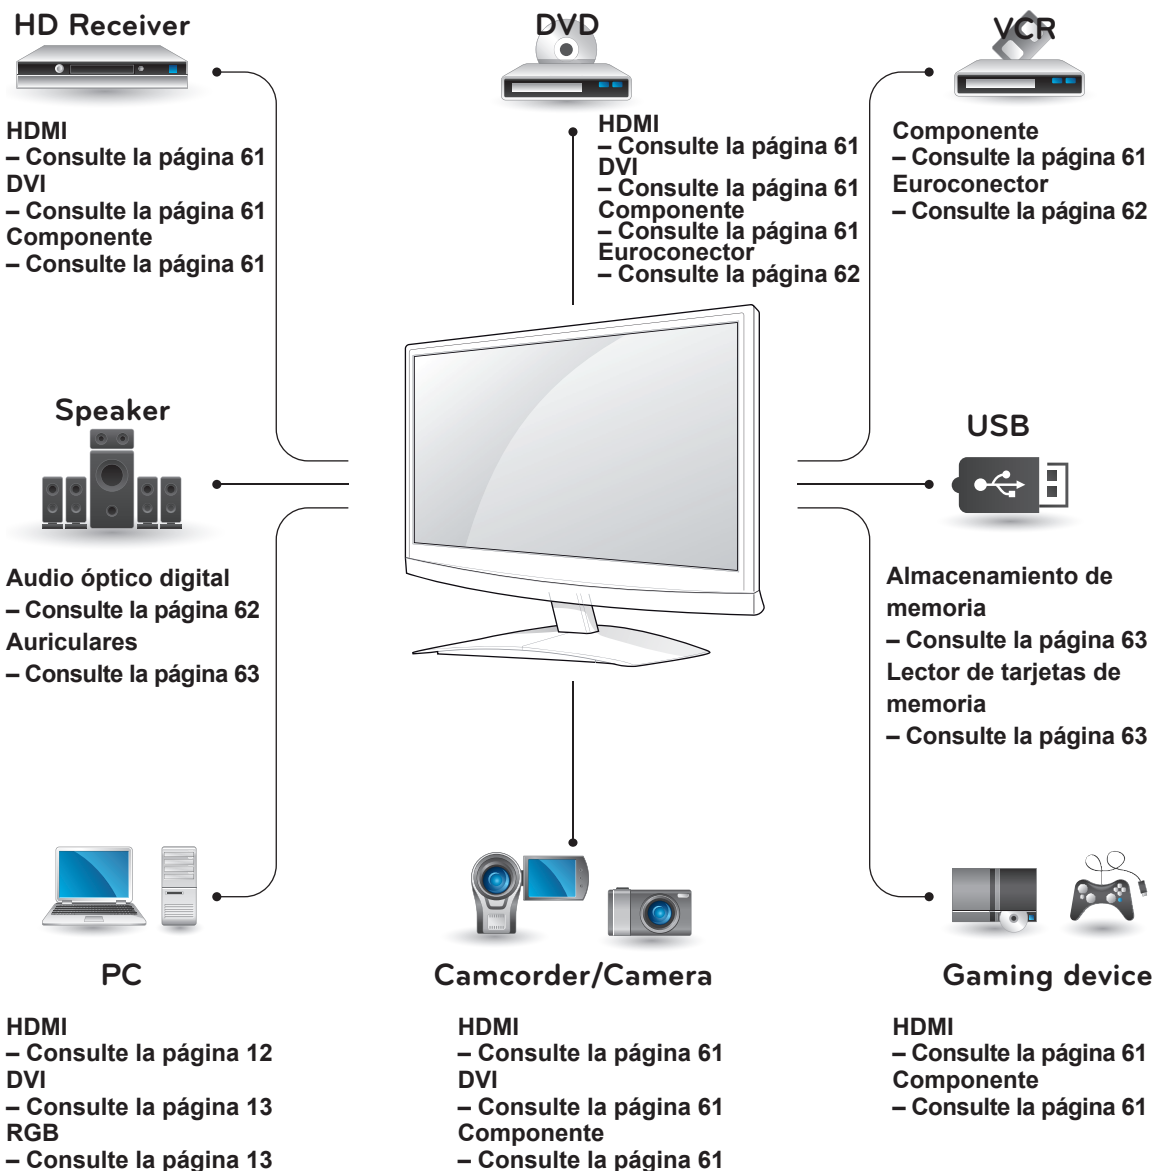 HD Receiver
HDMI
– Consulte la página 61
DVI
– Consulte la página 61
Componente
– Consulte la página 61
DVD
HDMI
– Consulte la página 61
DVI
– Consulte la página 61
Componente
– Consulte la página 61
Euroconector
– Consulte la página 62
VCR
Componente
– Consulte la página 61
Euroconector
– Consulte la página 62
Speaker
Audio óptico digital
– Consulte la página 62
Auriculares
– Consulte la página 63
USB
Almacenamiento de
memoria
– Consulte la página 63
Lector de tarjetas de
memoria
– Consulte la página 63
PC
HDMI
– Consulte la página 12
DVI
– Consulte la página 13
RGB
– Consulte la página 13
Camcorder/Camera
HDMI
– Consulte la página 61
DVI
– Consulte la página 61
Componente
– Consulte la página 61
Gaming device
HDMI
– Consulte la página 61
Componente
– Consulte la página 61